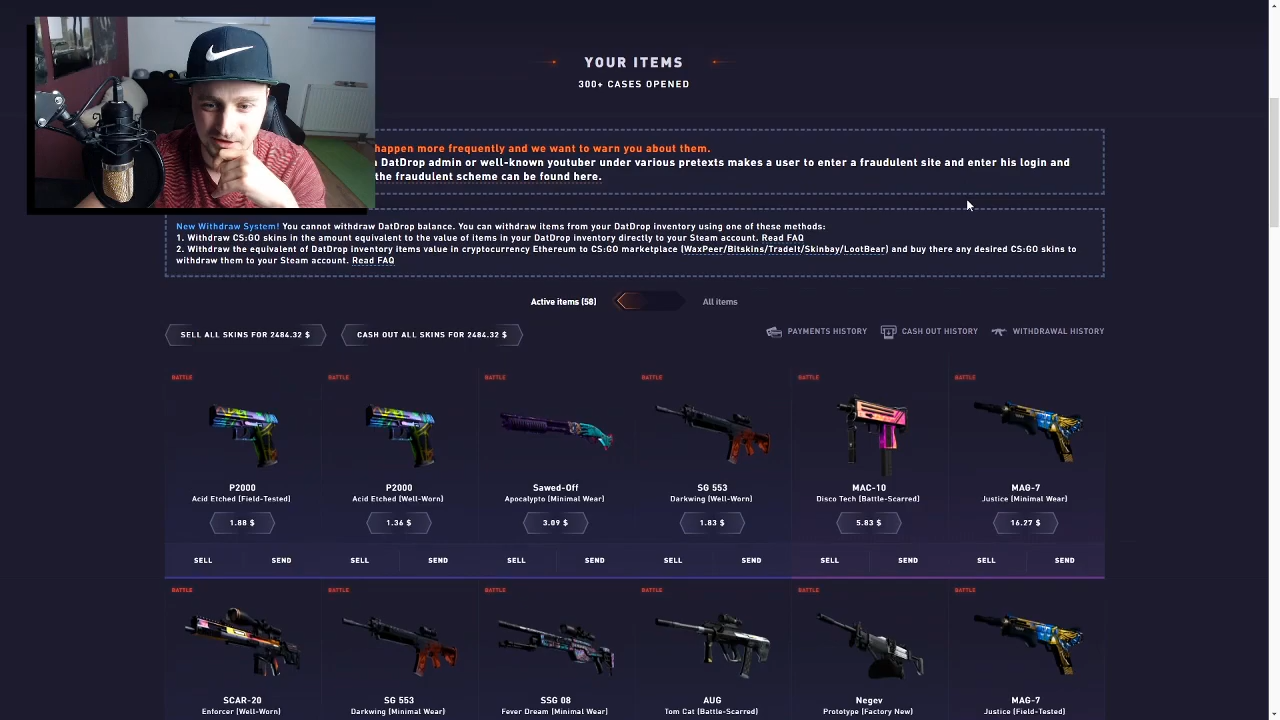 YOUR ITEMS
300+ CASES OPENED
happen more frequently and we want to warn you about them.
DatDrop admin or well-known youtuber under various pretexts makes a user to enter a fraudulent site and enter his login and
the fraudulent scheme can be found here.
New Withdraw System! You cannot withdraw DatDrop balance. You can withdraw items from your DatDrop inventory using one of these methods:
1. Withdraw CS:GO skins in the amount equivalent to the value of items in your DatDrop inventory directly to your Steam account. Read FAQ
2. Withdraw the equivalent of DatDrop inventory items value in cryptocurrency Ethereum to CS:GO marketplace (WaxPeer/Bitskins/TradeIt/Skinbay/LootBear) and buy there any desired CS:GO skins to
withdraw them to your Steam account. Read FAQ
Active items (58) All items
SELL ALL SKINS FOR 2484.32 $ CASH OUT ALL SKINS FOR 2484.32 $ PAYMENTS HISTORY CASH OUT HISTORY WITHDRAWAL HISTORY
BATTLE BATTLE BATTLE BATTLE BATTLE BATTLE
P2000 P2000 Sawed-Off SG 553 MAC-10 MAG-7
Acid Etched (Field-Tested) Acid Etched (Well-Worn) Apocalypto (Minimal Wear) Darkwing (Well-Worn) Disco Tech (Battle-Scarred) Justice (Minimal Wear)
1.88 $ 1.36 $ 3.09 $ 1.83 $ 5.83 $ 16.27 $
SELL SEND SELL SEND SELL SEND SELL SEND SELL SEND SELL SEND
BATTLE BATTLE BATTLE BATTLE BATTLE BATTLE
SCAR-20 SG 553 SSG 08 AUG Negev MAG-7
Enforcer (Well-Worn) Darkwing (Minimal Wear) Fever Dream (Minimal Wear) Tom Cat (Battle-Scarred) Prototype (Factory New) Justice (Field-Tested)